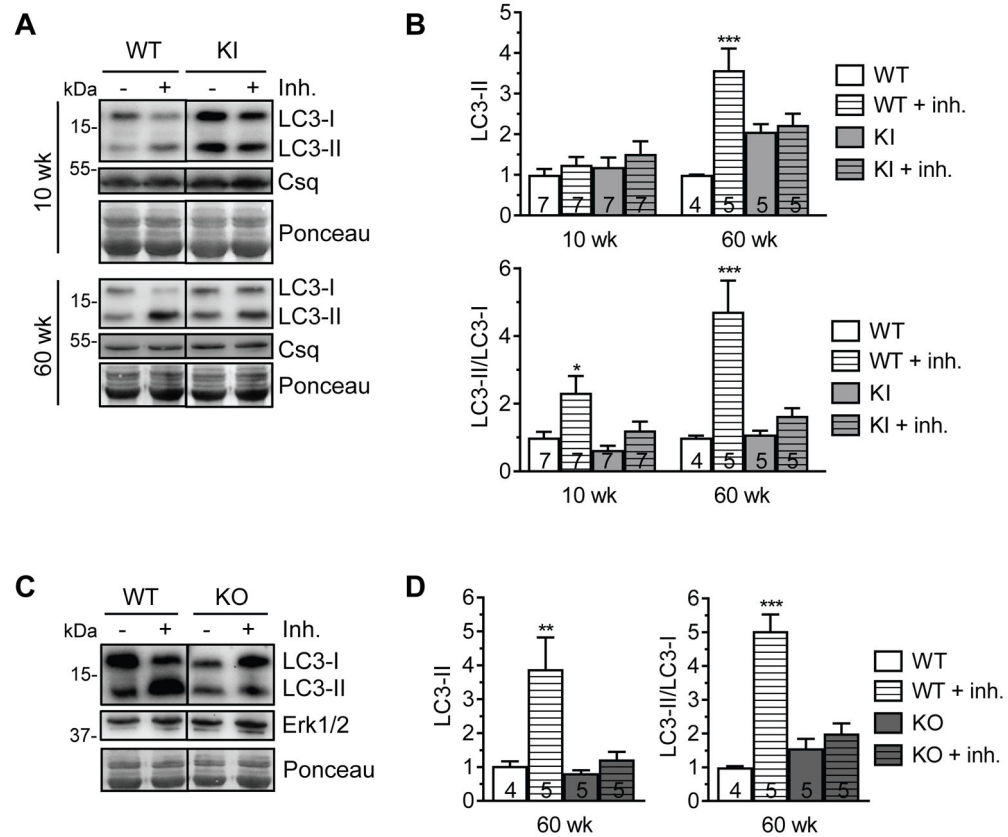 A
WT KI
kDa - + - + Inh.
10 wk
LC3-I
15-
LC3-II
55-
Csq
Ponceau
60 wk
LC3-I
15-
LC3-II
55-
Csq
Ponceau
B
LC3-II
5
4
3
2
1
0
***
7 7 7 7 4 5 5 5
10 wk 60 wk
WT
WT + inh.
KI
KI + inh.
LC3-II/LC3-I
6
4
2
0
* ***
7 7 7 7 4 5 5 5
10 wk 60 wk
WT
WT + inh.
KI
KI + inh.
C
WT KO
kDa - + - + Inh.
LC3-I
15-
LC3-II
Erk1/2
37-
Ponceau
D
LC3-II
6
5
4
3
2
1
0
**
4 5 5 5
60 wk
LC3-II/LC3-I
6
5
4
3
2
1
0
***
4 5 5 5
60 wk
WT
WT + inh.
KO
KO + inh.